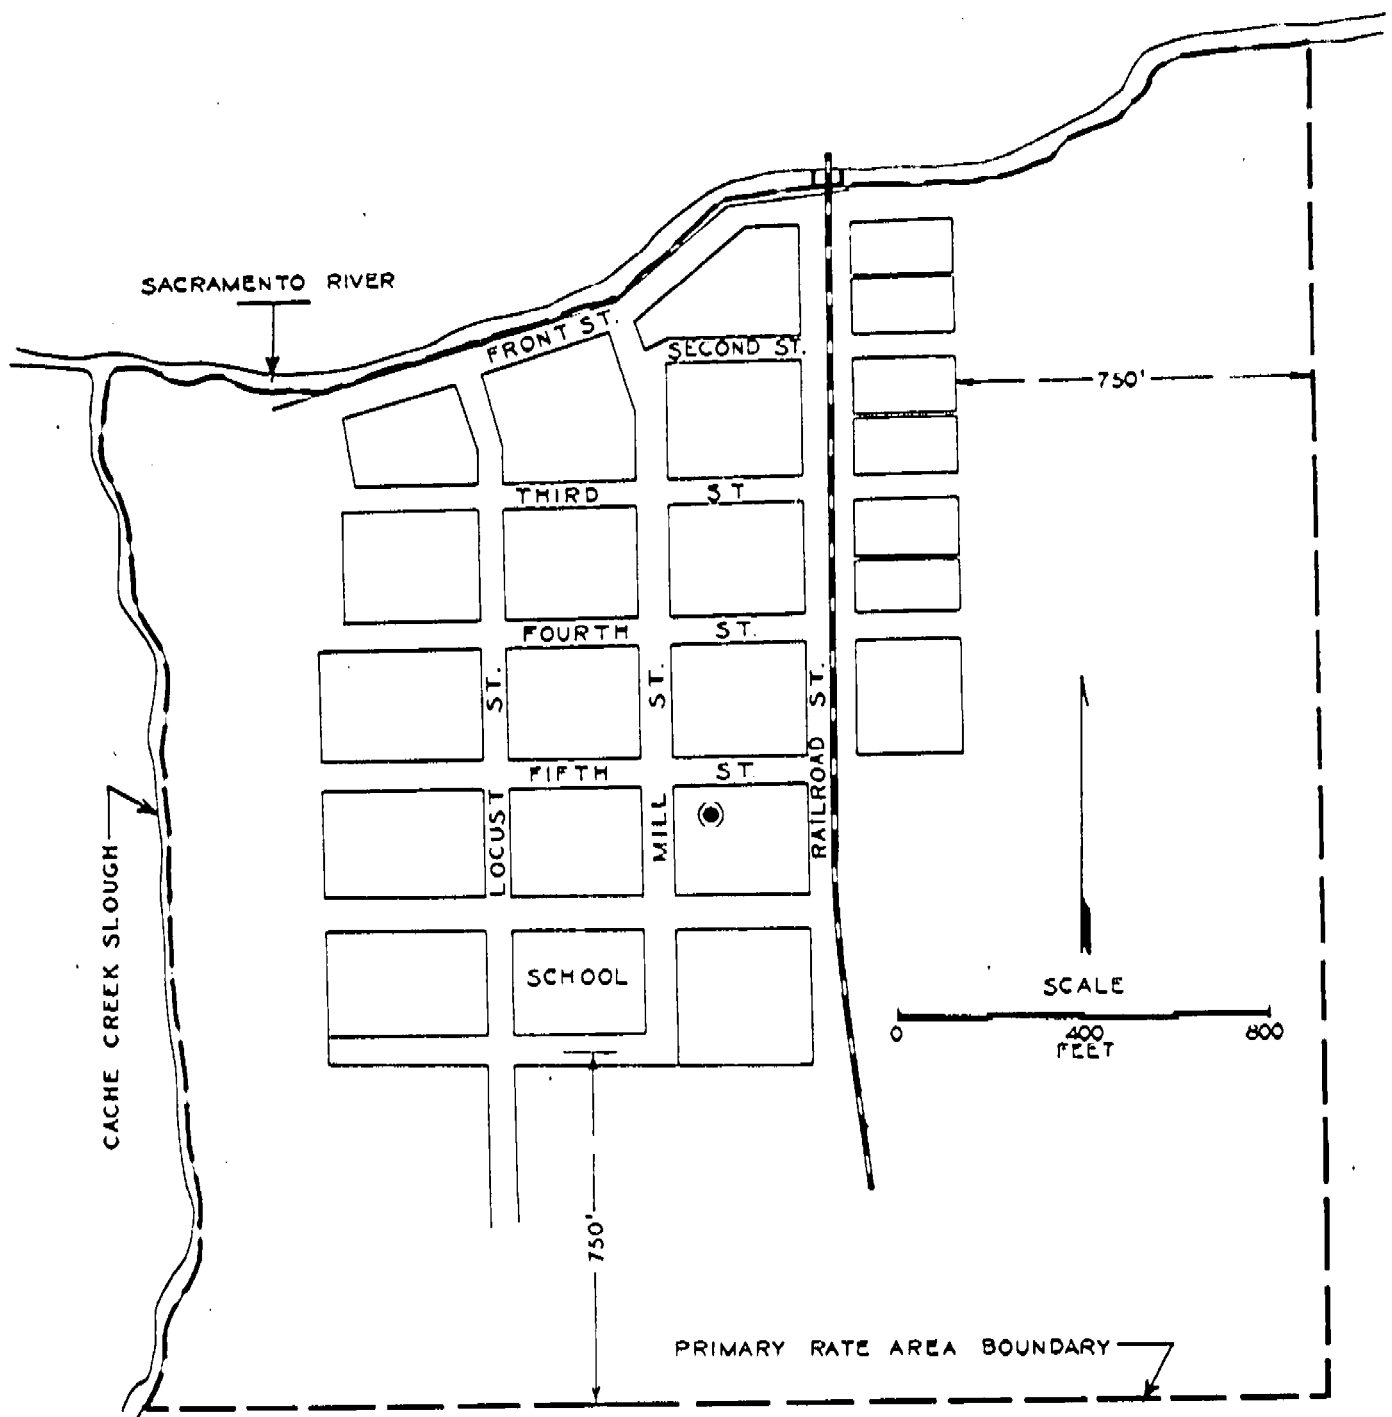 SACRAMENTO RIVER
FRONT ST.
SECOND ST.
750'
THIRD ST
FOURTH ST.
ST.
ST.
RAILROAD ST.
FIFTH ST.
LOCUST
MILL
CACHE CREEK SLOUGH
SCHOOL
SCALE
0 400 800
FEET
750'
PRIMARY RATE AREA BOUNDARY